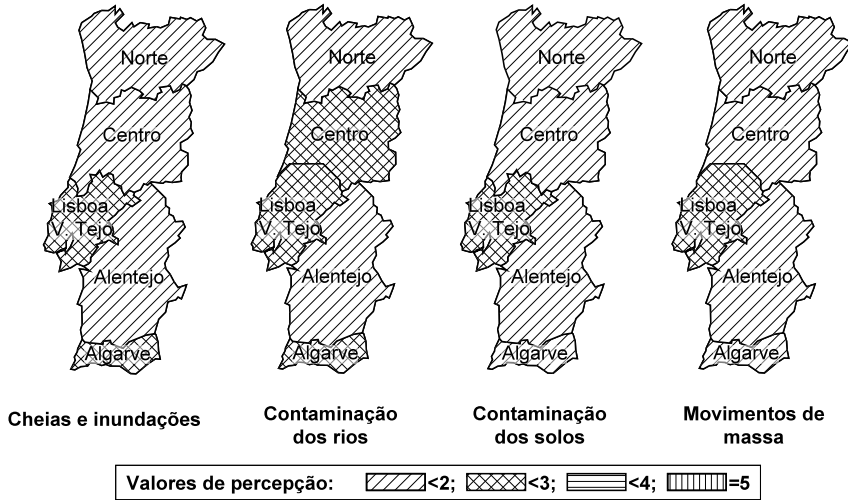 Norte
Centro
Lisboa
V. Tejo
Alentejo
Algarve
Cheias e inundações
Norte
Centro
Lisboa
V. Tejo
Alentejo
Algarve
Contaminação
dos rios
Norte
Centro
Lisboa
V. Tejo
Alentejo
Algarve
Contaminação
dos solos
Norte
Centro
Lisboa
V. Tejo
Alentejo
Algarve
Movimentos de
massa
Valores de percepção: <2; <3; <4; =5